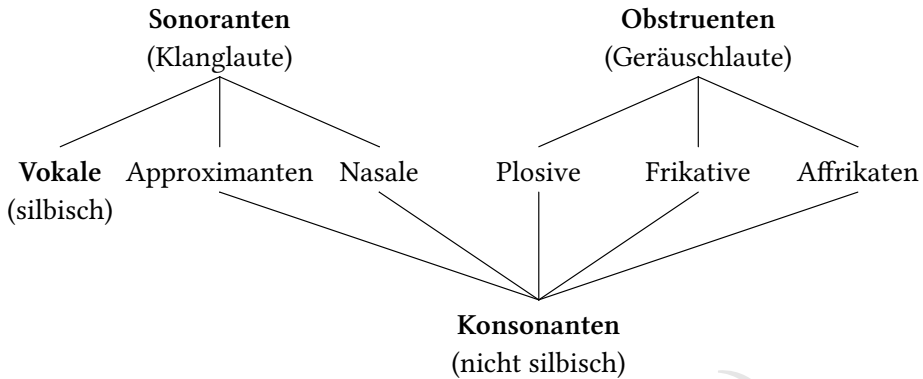 Sonoranten
(Klanglaute)
Obstruenten
(Geräuschlaute)
Vokale
(silbisch)
Approximanten
Nasale
Plosive
Frikative
Affrikaten
Konsonanten
(nicht silbisch)